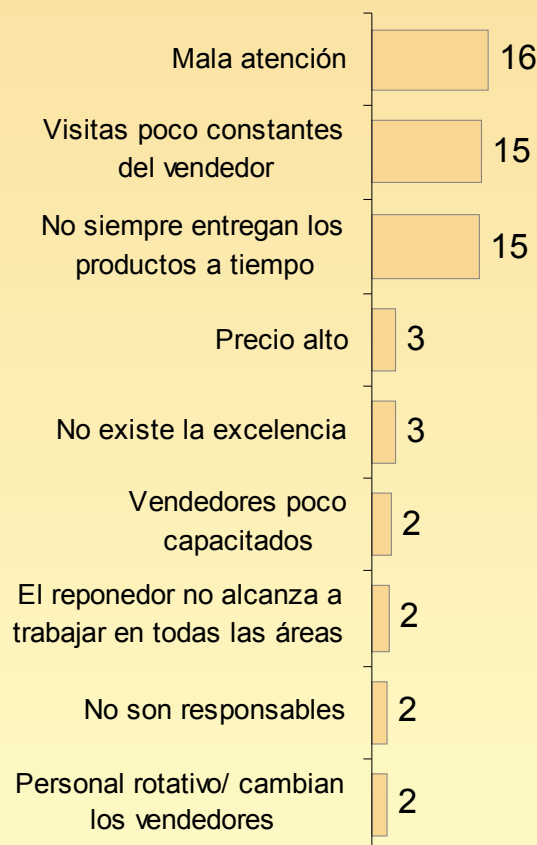 Mala atención 16
Visitas poco constantes
del vendedor 15
No siempre entregan los
productos a tiempo 15
Precio alto 3
No existe la excelencia 3
Vendedores poco
capacitados 2
El reponedor no alcanza a
trabajar en todas las áreas 2
No son responsables 2
Personal rotativo/ cambian
los vendedores 2